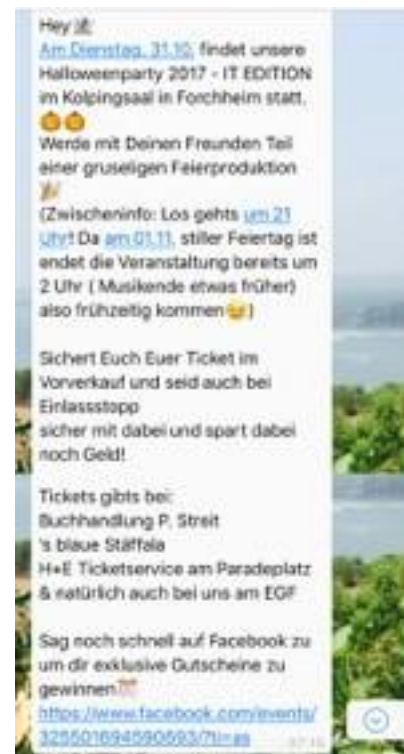 Hey
Am Dienstag, 31.10. findet unsere
Halloweenparty 2017 - IT EDITION
im Kolpingsaal in Forchheim statt.
🎃🎃
Werde mit Deinen Freunden Teil
einer gruseligen Feierproduktion
🎉
(Zwischeninfo: Los gehts um 21
Uhr! Da am 01.11. stiller Feiertag ist
endet die Veranstaltung bereits um
2 Uhr ( Musikende etwas früher)
also frühzeitig kommen😉)
Sichert Euch Euer Ticket im
Vorverkauf und seid auch bei
Einlassstopp
sicher mit dabei und spart dabei
noch Geld!
Tickets gibts bei:
Buchhandlung P. Streit
's blaue Stäffala
H+E Ticketservice am Paradeplatz
& natürlich auch bei uns am EGF
Sag noch schnell auf Facebook zu
um dir exklusive Gutscheine zu
gewinnen
https://www.facebook.com/events/